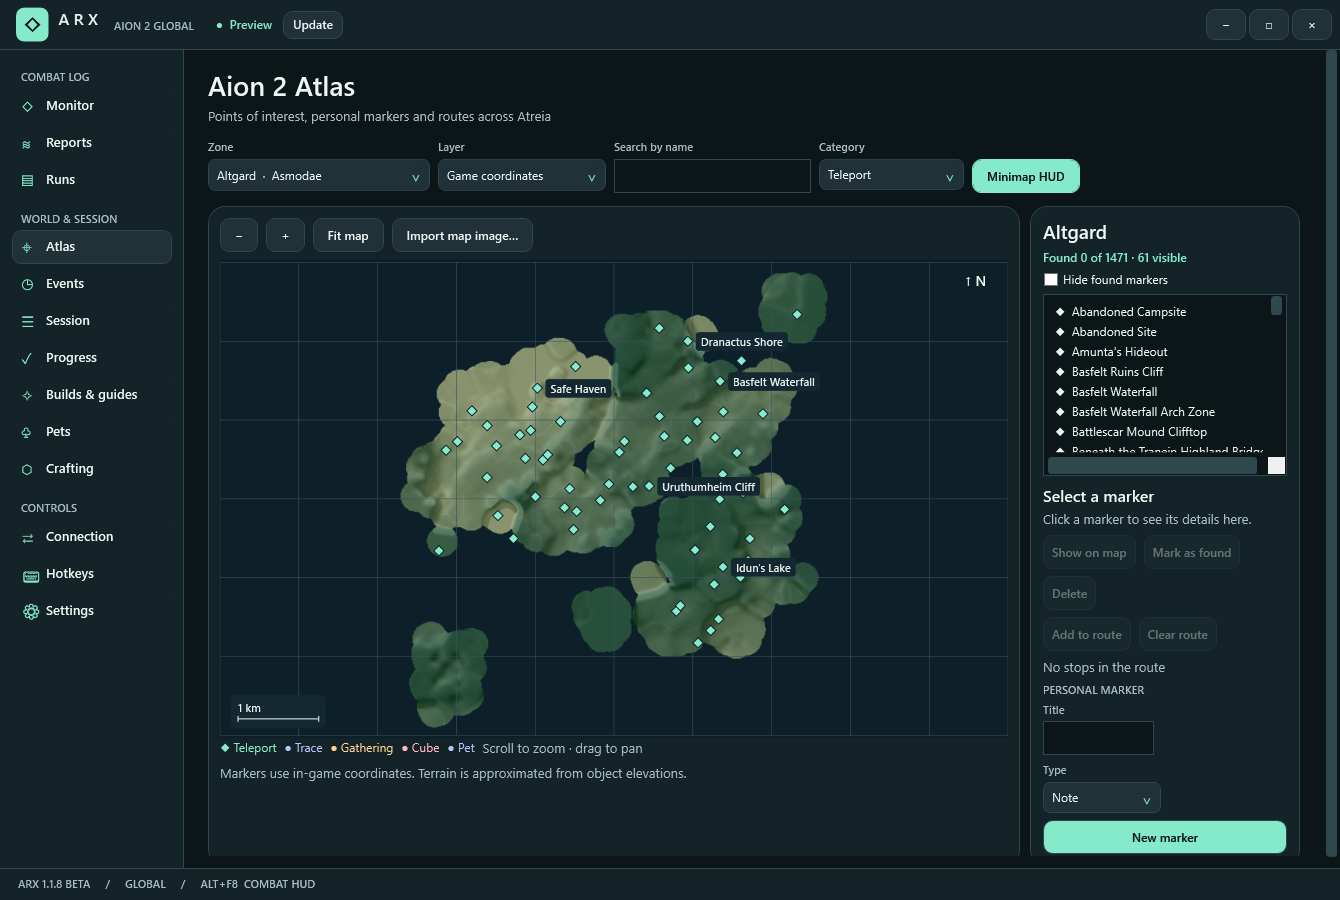 ARX AION 2 GLOBAL ● Preview Update
COMBAT LOG
Monitor
Reports
Runs
WORLD & SESSION
Atlas
Events
Session
Progress
Builds & guides
Pets
Crafting
CONTROLS
Connection
Hotkeys
Settings
Aion 2 Atlas
Points of interest, personal markers and routes across Atreia
Zone Layer Search by name Category
Altgard · Asmodae Game coordinates Teleport Minimap HUD
− + Fit map Import map image...
↑ N
Dranactus Shore
Basfelt Waterfall
Safe Haven
Uruthumheim Cliff
Idun's Lake
1 km
◆ Teleport ● Trace ● Gathering ● Cube ● Pet Scroll to zoom · drag to pan
Markers use in-game coordinates. Terrain is approximated from object elevations.
Altgard
Found 0 of 1471 · 61 visible
Hide found markers
◆ Abandoned Campsite
◆ Abandoned Site
◆ Amunta's Hideout
◆ Basfelt Ruins Cliff
◆ Basfelt Waterfall
◆ Basfelt Waterfall Arch Zone
◆ Battlescar Mound Clifftop
◆ Beneath the Tranein Highland Bridge
Select a marker
Click a marker to see its details here.
Show on map Mark as found
Delete
Add to route Clear route
No stops in the route
PERSONAL MARKER
Title
Type
Note
New marker
ARX 1.1.8 BETA / GLOBAL / ALT+F8 COMBAT HUD